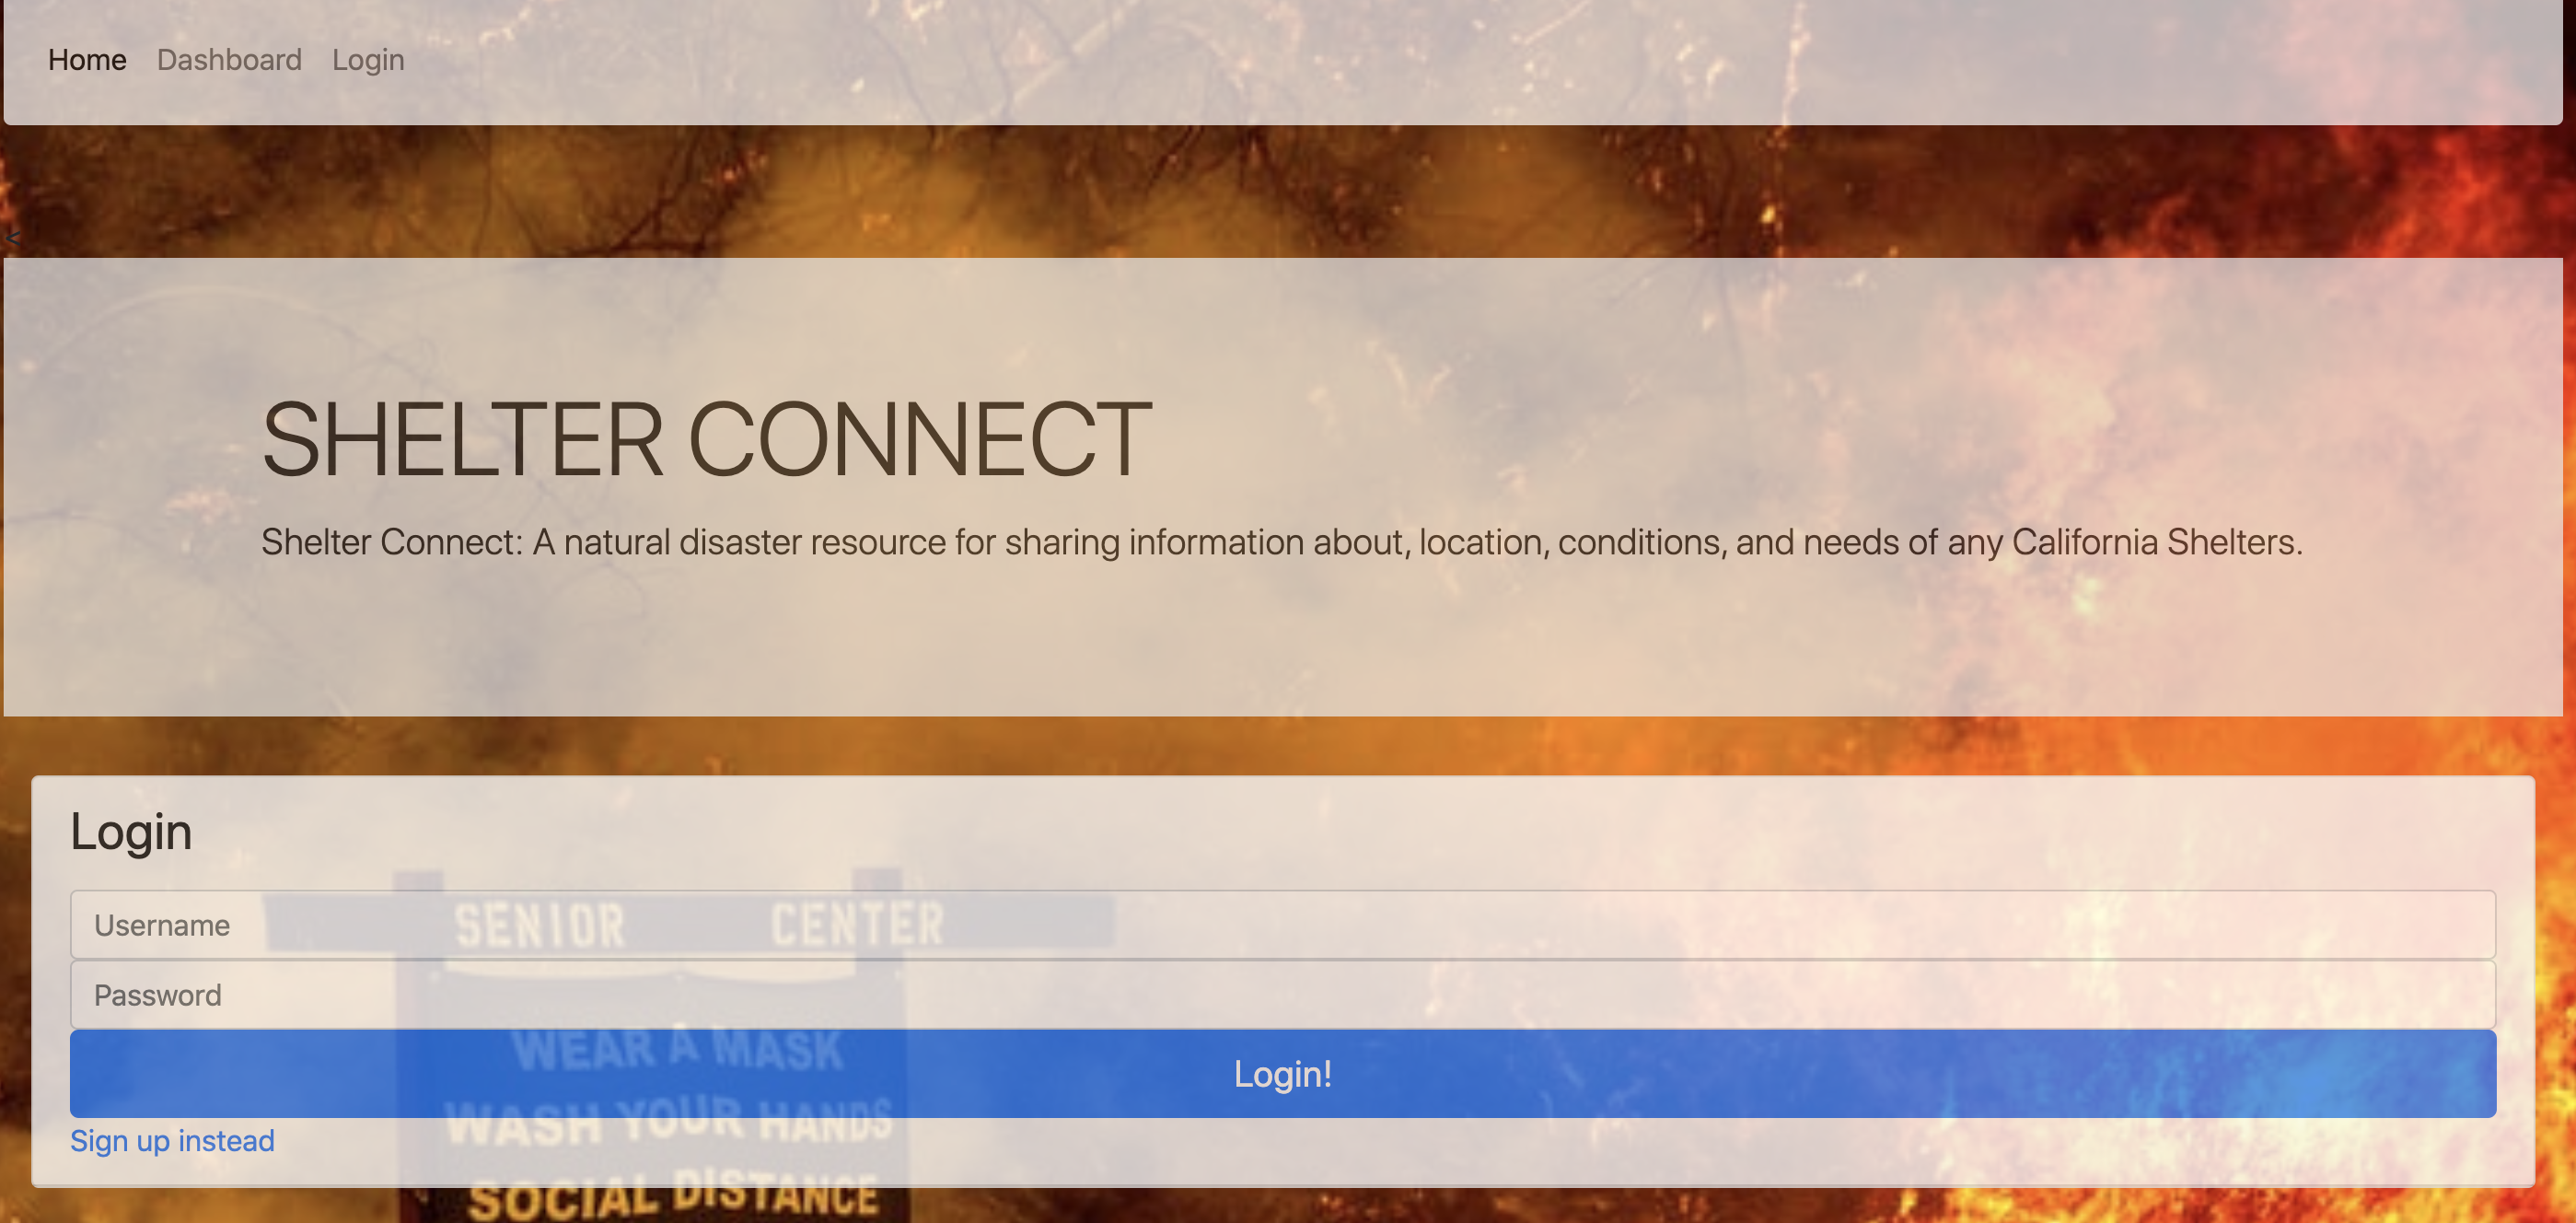 Home Dashboard Login
<
SHELTER CONNECT
Shelter Connect: A natural disaster resource for sharing information about, location, conditions, and needs of any California Shelters.
Login
Username
SENIOR CENTER
Password
WEAR A MASK
Login!
WASH YOUR HANDS
Sign up instead
SOCIAL DISTANCE